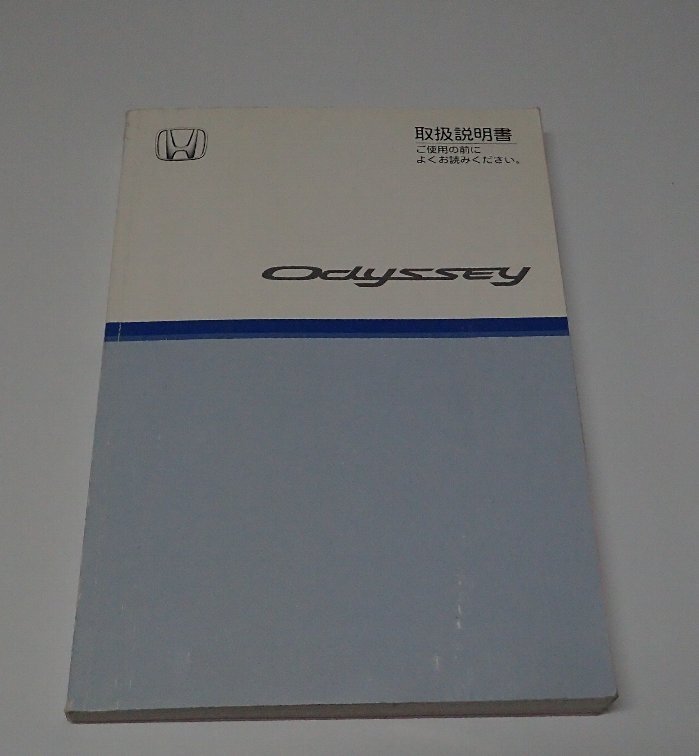 取扱説明書
ご使用の前に
よくお読みください。
Odyssey